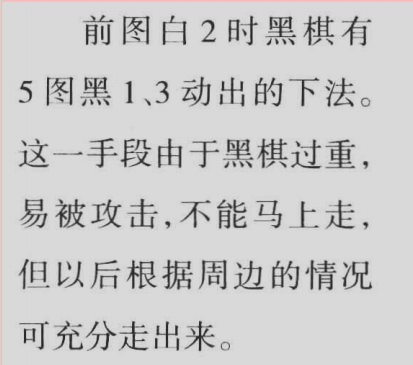 前图白2时黑棋有
5图黑1、3动出的下法。
这一手段由于黑棋过重,
易被攻击,不能马上走,
但以后根据周边的情况
可充分走出来。